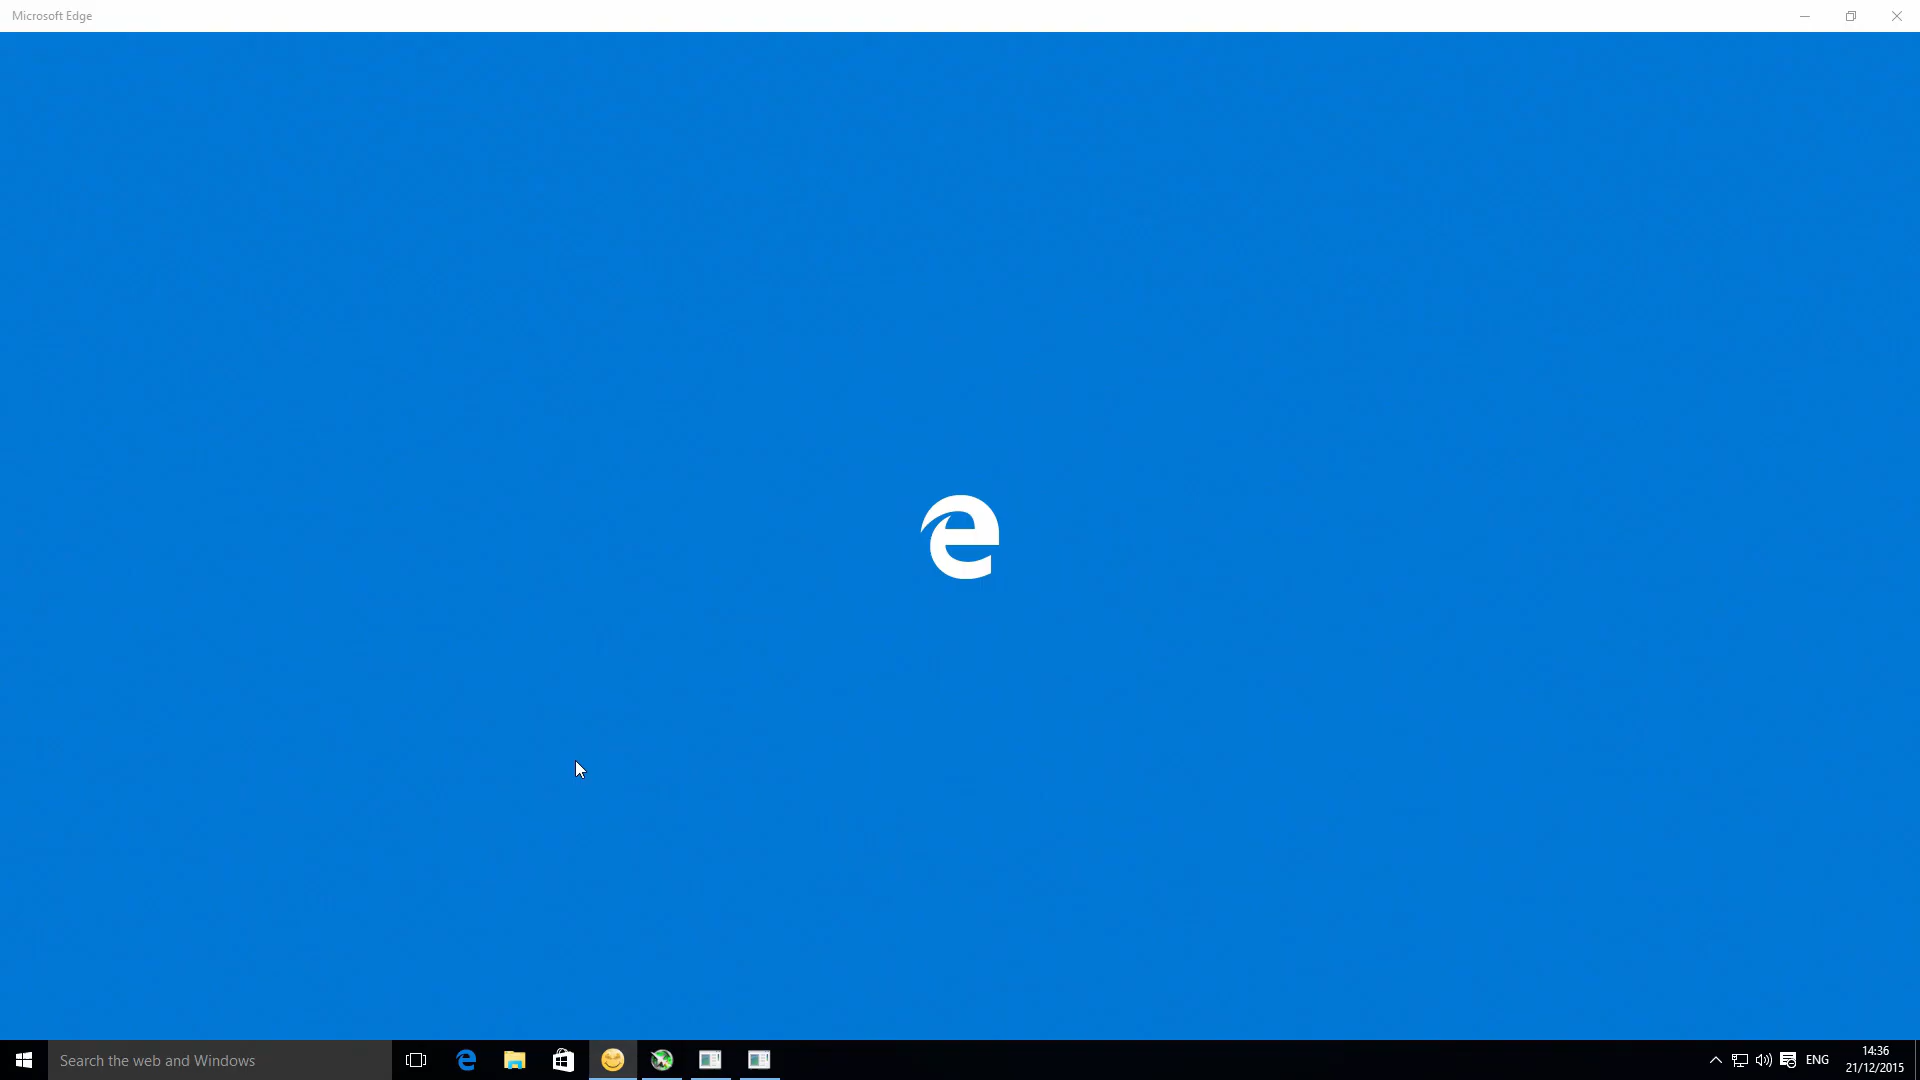 Microsoft Edge
Search the web and Windows
ENG
14:36
21/12/2015